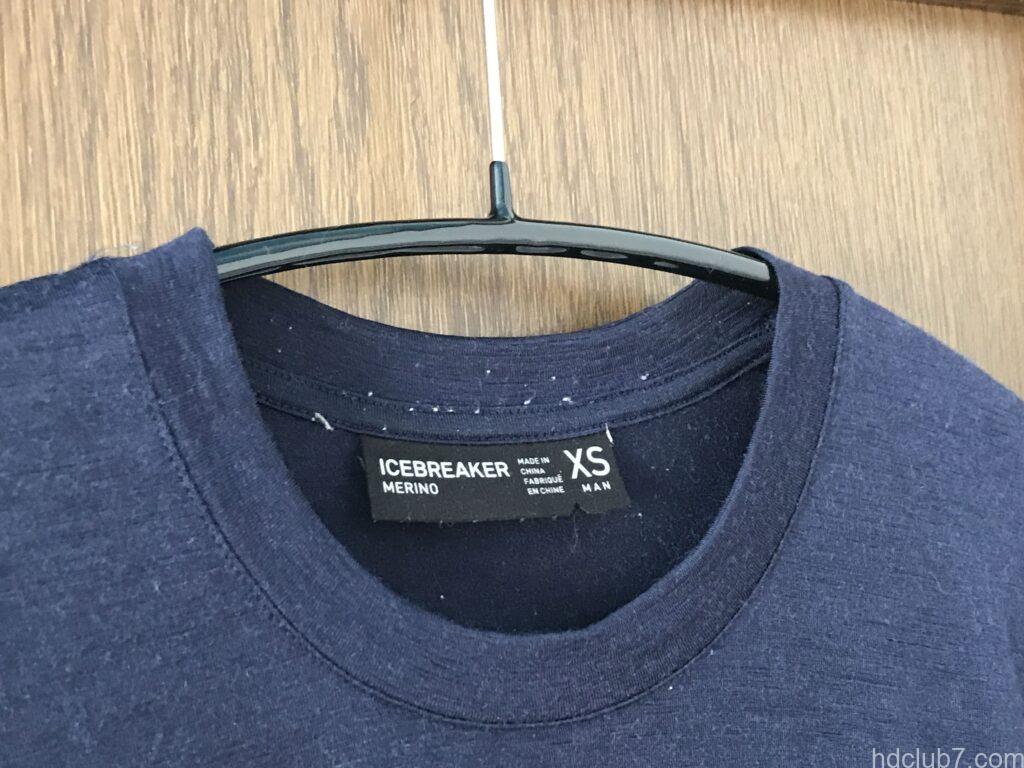 ICEBREAKER
MERINO
MADE IN
CHINA
FABRIQUÉ
EN CHINE
XS
MAN
hdclub7.com